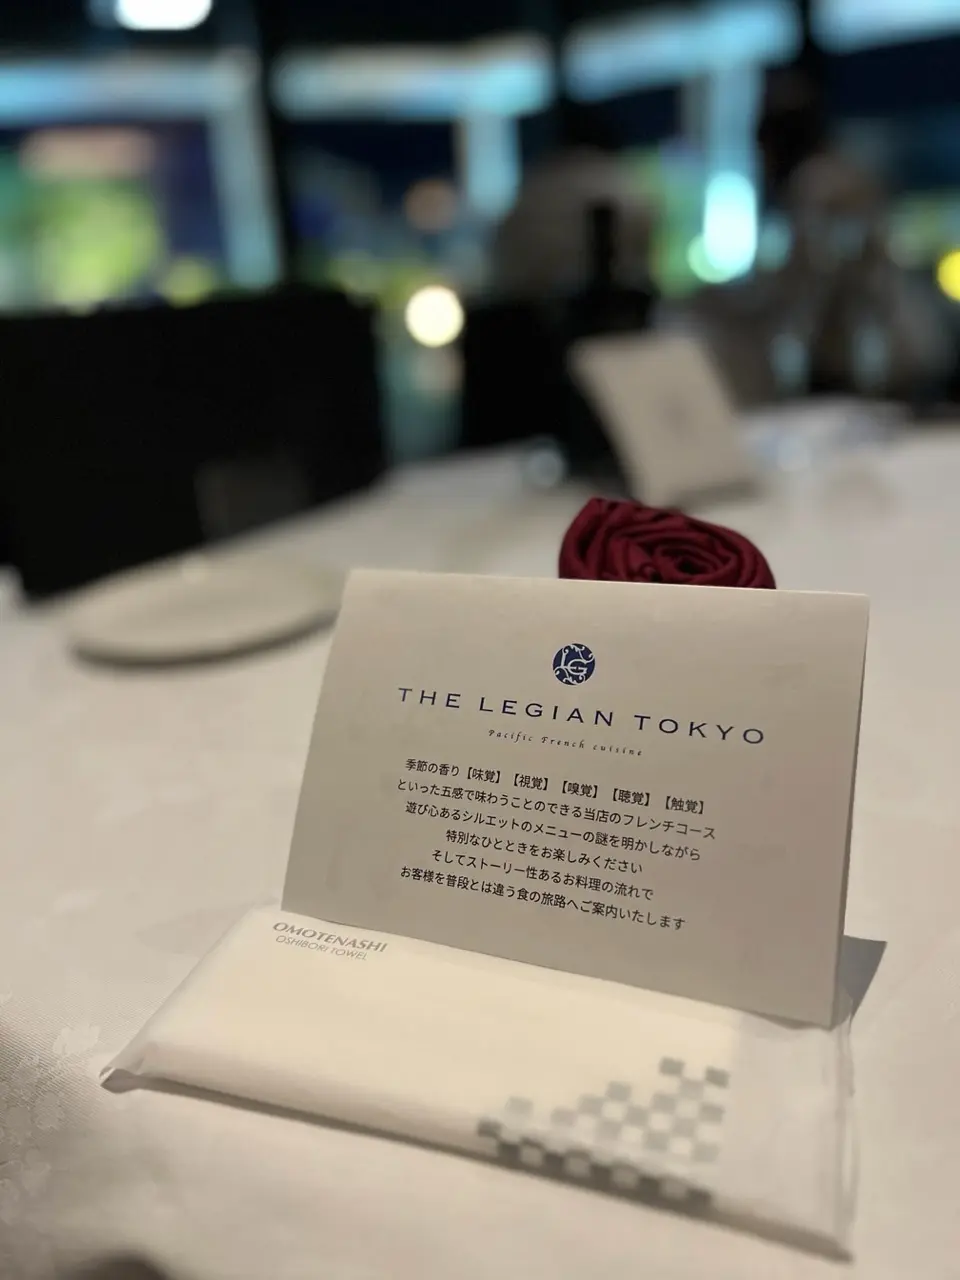 LG
THE LEGIAN TOKYO
Pacific French cuisine
季節の香り【味覚】【視覚】【嗅覚】【聴覚】【触覚】
といった五感で味わうことのできる当店のフレンチコース
遊び心あるシルエットのメニューの謎を明かしながら
特別なひとときをお楽しみください
そしてストーリー性あるお料理の流れで
お客様を普段とは違う食の旅路へご案内いたします
OMOTENASHI
OSHIBORI TOWEL